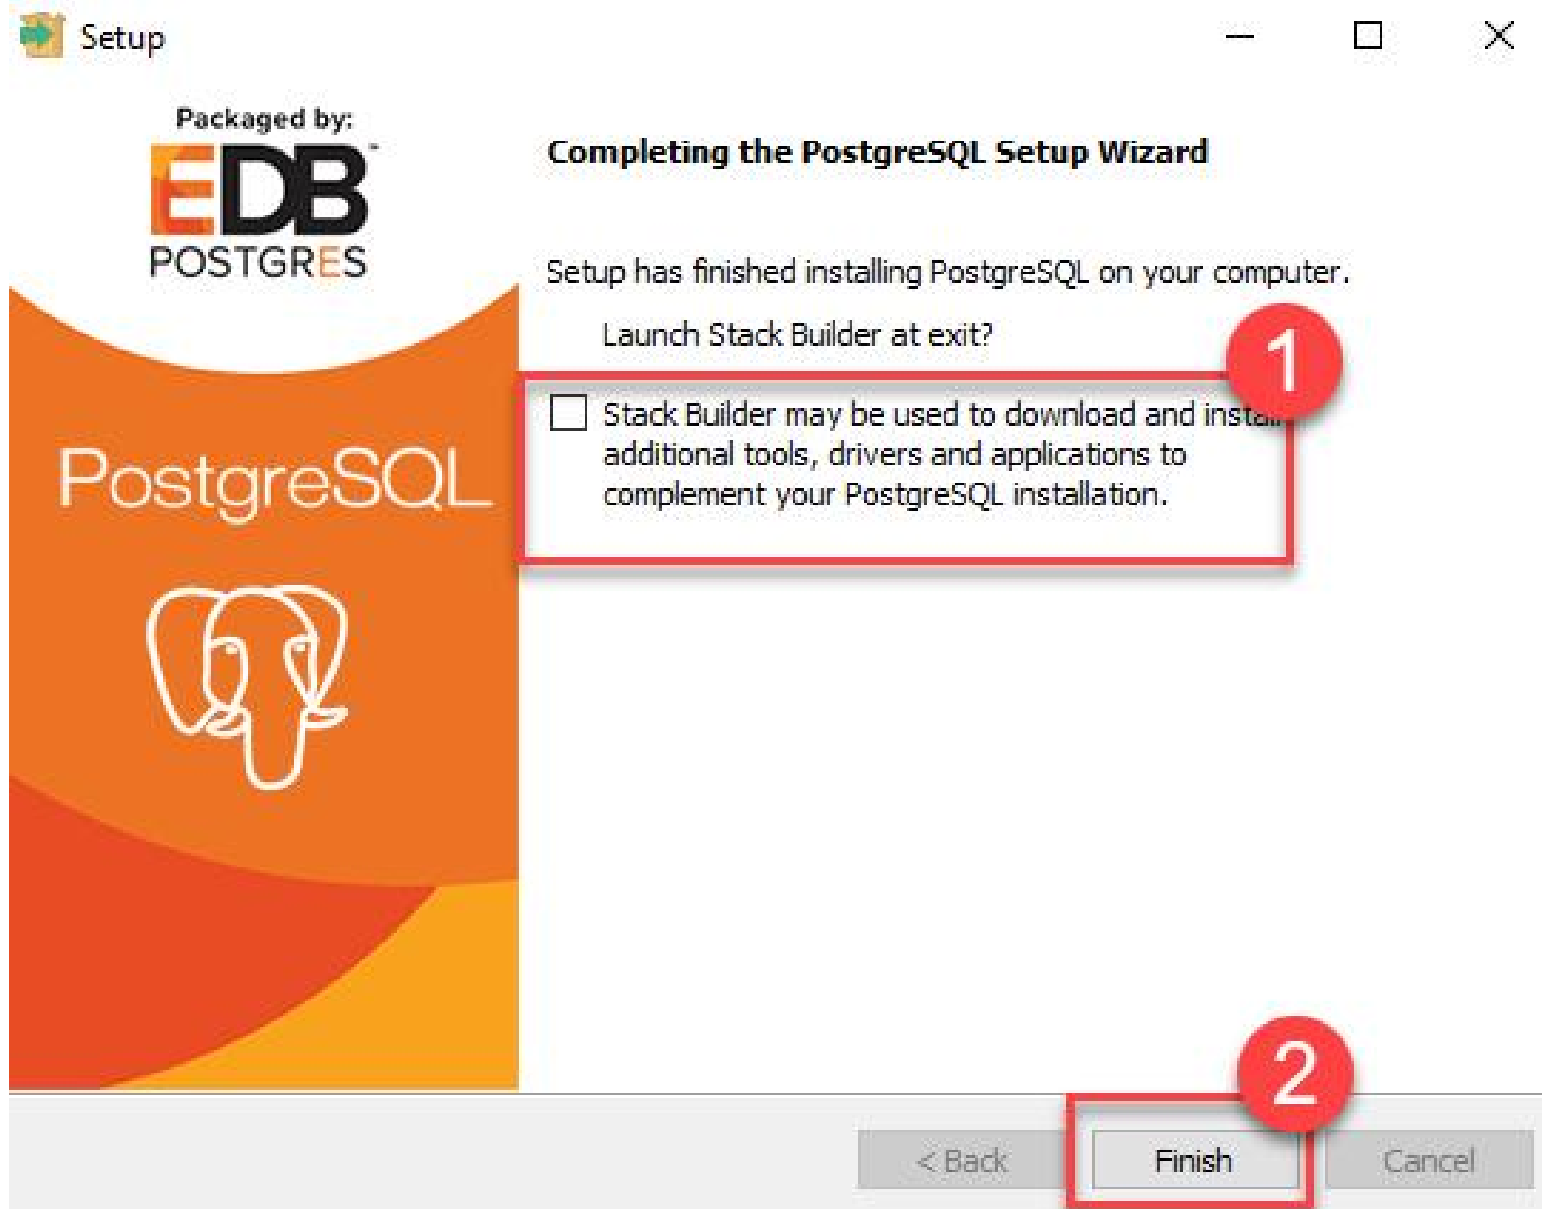 Setup
Packaged by:
EDB
POSTGRES
PostgreSQL
Completing the PostgreSQL Setup Wizard
Setup has finished installing PostgreSQL on your computer.
Launch Stack Builder at exit?
1
Stack Builder may be used to download and install
additional tools, drivers and applications to
complement your PostgreSQL installation.
2
< Back
Finish
Cancel